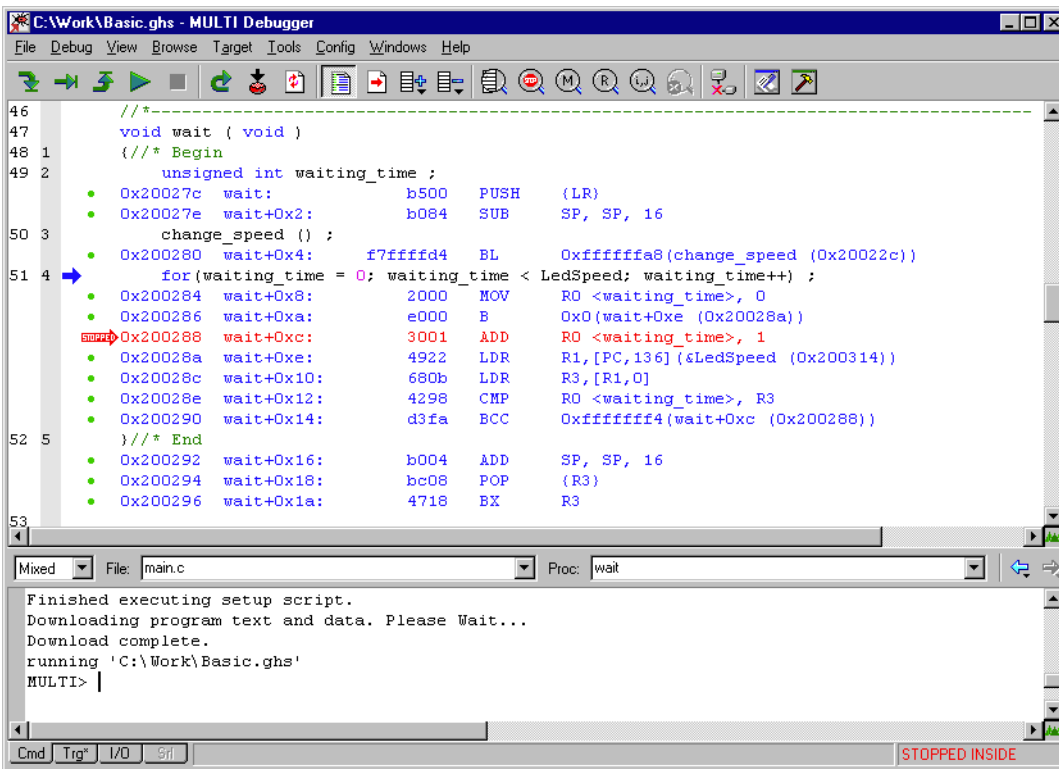 C:\Work\Basic.ghs - MULTI Debugger
File Debug View Browse Target Tools Config Windows Help
46 //*--------------------------------------------------------------------------------
47 void wait ( void )
48 1 {//* Begin
49 2 unsigned int waiting_time ;
0x20027c wait: b500 PUSH {LR}
0x20027e wait+0x2: b084 SUB SP, SP, 16
50 3 change_speed () ;
0x200280 wait+0x4: f7ffffd4 BL 0xffffffa8(change_speed (0x20022c))
51 4 for(waiting_time = 0; waiting_time < LedSpeed; waiting_time++) ;
0x200284 wait+0x8: 2000 MOV R0 <waiting_time>, 0
0x200286 wait+0xa: e000 B 0x0(wait+0xe (0x20028a))
STOPPED 0x200288 wait+0xc: 3001 ADD R0 <waiting_time>, 1
0x20028a wait+0xe: 4922 LDR R1,[PC,136](&LedSpeed (0x200314))
0x20028c wait+0x10: 680b LDR R3,[R1,0]
0x20028e wait+0x12: 4298 CMP R0 <waiting_time>, R3
0x200290 wait+0x14: d3fa BCC 0xfffffff4(wait+0xc (0x200288))
52 5 }//* End
0x200292 wait+0x16: b004 ADD SP, SP, 16
0x200294 wait+0x18: bc08 POP {R3}
0x200296 wait+0x1a: 4718 BX R3
53
Mixed File: main.c Proc: wait
Finished executing setup script.
Downloading program text and data. Please Wait...
Download complete.
running 'C:\Work\Basic.ghs'
MULTI>
Cmd Trg* I/O Srl STOPPED INSIDE